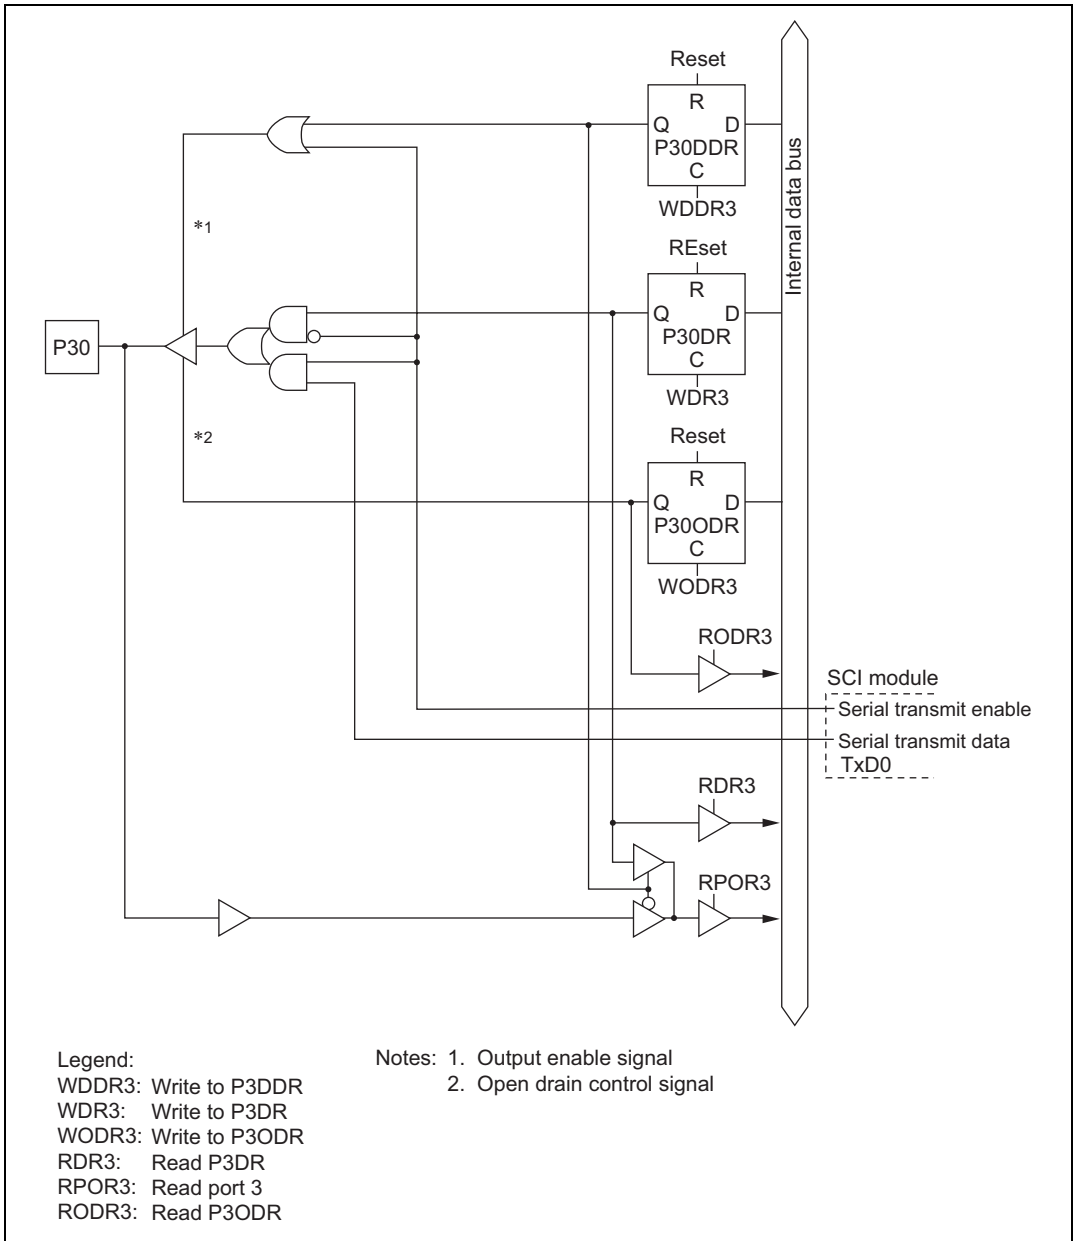 Reset
R
Q D
P30DDR
C
WDDR3
Internal data bus
*1
REset
R
Q D
P30DR
C
WDR3
P30
*2
Reset
R
Q D
P30ODR
C
WODR3
RODR3
SCI module
Serial transmit enable
Serial transmit data
TxD0
RDR3
RPOR3
Legend:
WDDR3: Write to P3DDR
WDR3: Write to P3DR
WODR3: Write to P3ODR
RDR3: Read P3DR
RPOR3: Read port 3
RODR3: Read P3ODR
Notes: 1. Output enable signal
2. Open drain control signal